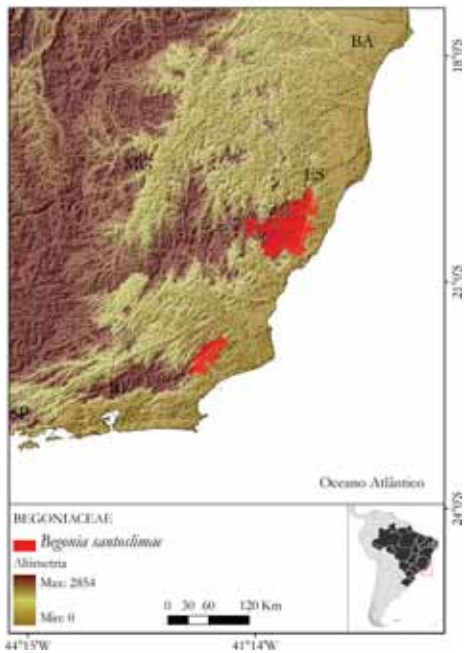 BA
18°0'S
MG
ES
21°0'S
RJ
SP
Oceano Atlântico
24°0'S
BEGONIACEAE
Begonia santoslimae
Altimetria
Max: 2854
Min: 0
0 30 60 120 Km
44°15'W
41°14'W